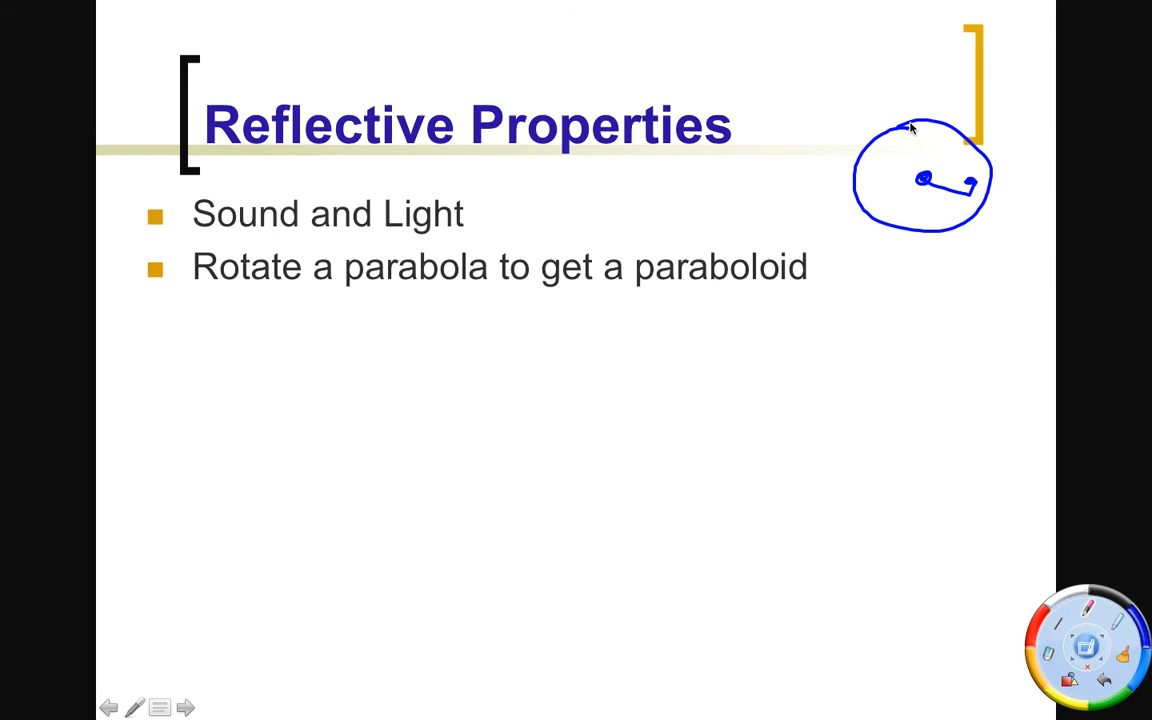 Reflective Properties
Sound and Light
Rotate a parabola to get a paraboloid